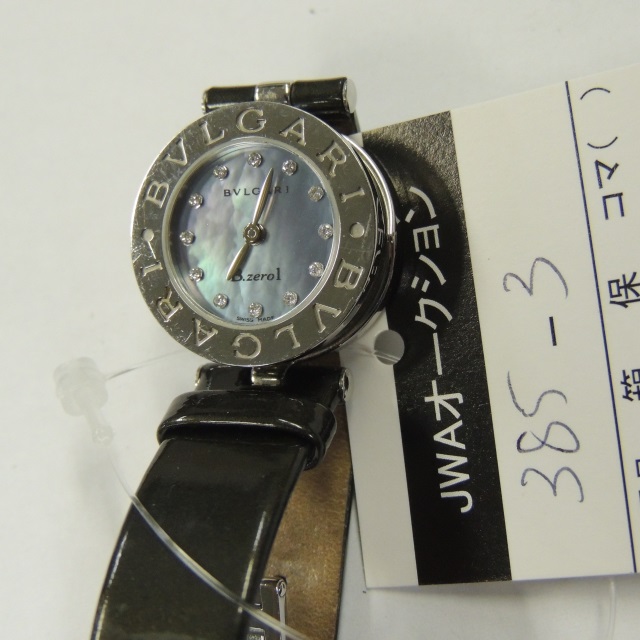 BVLGARI • BVLGARI •
BVLGARI
B.zero1
SWISS MADE
JWAオークション
385-3
保
コマ( )